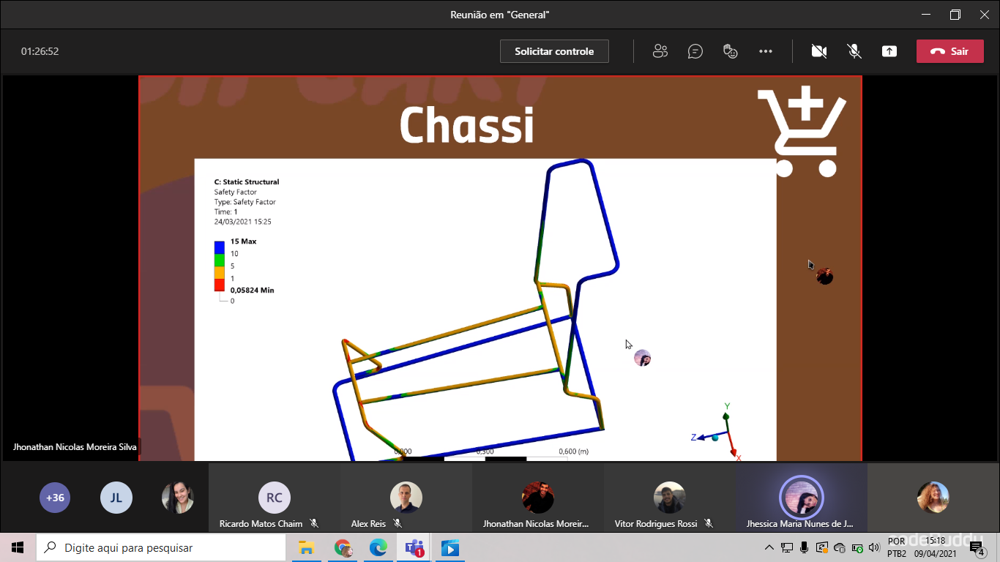 Reunião em "General"
01:26:52
Solicitar controle
Sair
Chassi
C: Static Structural
Safety Factor
Type: Safety Factor
Time: 1
24/03/2021 15:25
15 Max
10
5
1
0,05824 Min
0
Y
Z
X
0,000
0,300
0,600 (m)
Jhonathan Nicolas Moreira Silva
+36
JL
RC
Ricardo Matos Chaim
Alex Reis
Jhonathan Nicolas Moreir...
Vitor Rodrigues Rossi
Jhessica Maria Nunes de J...
Digite aqui para pesquisar
1
POR
PTB2
15:18
09/04/2021
4